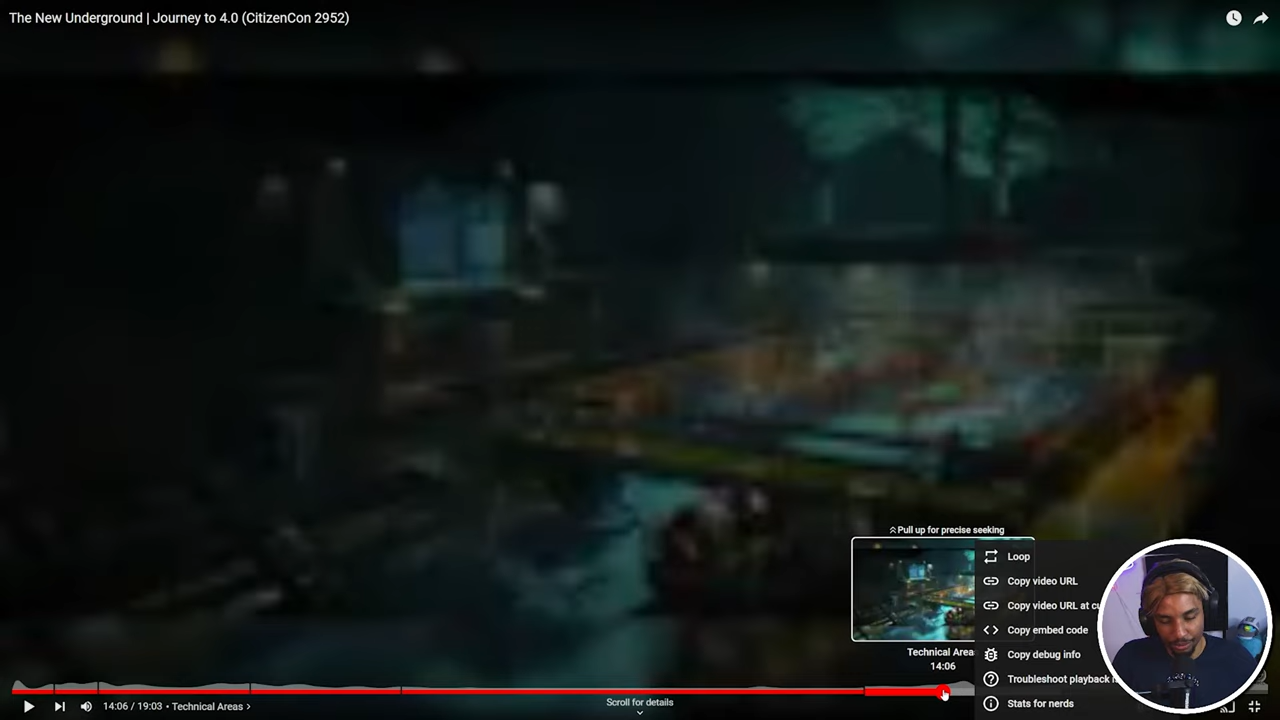 The New Underground | Journey to 4.0 (CitizenCon 2952)
Pull up for precise seeking
Loop
Copy video URL
Copy video URL at
Copy embed code
Copy debug info
Troubleshoot playback
Stats for nerds
Technical
14:06
14:06 / 19:03 • Technical Areas
Scroll for details